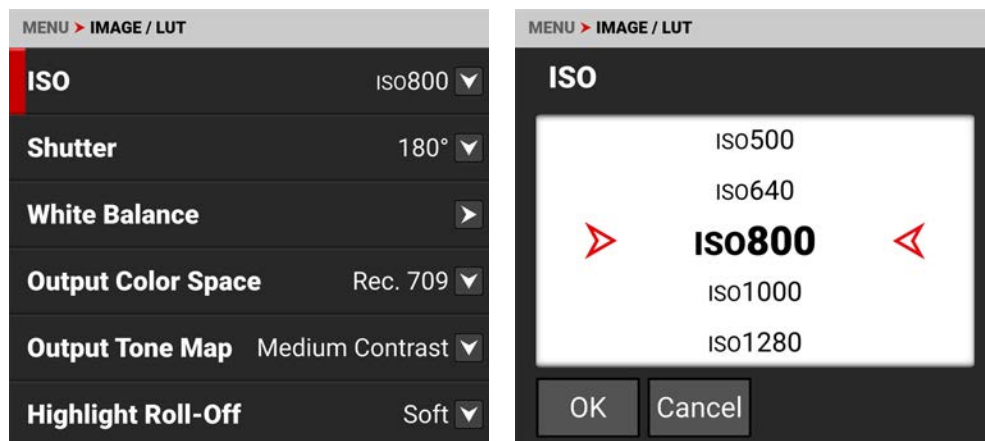 MENU ➤ IMAGE / LUT
ISO ISO800
Shutter 180°
White Balance
Output Color Space Rec. 709
Output Tone Map Medium Contrast
Highlight Roll-Off Soft
MENU ➤ IMAGE / LUT
ISO
ISO500
ISO640
ISO800
ISO1000
ISO1280
OK Cancel